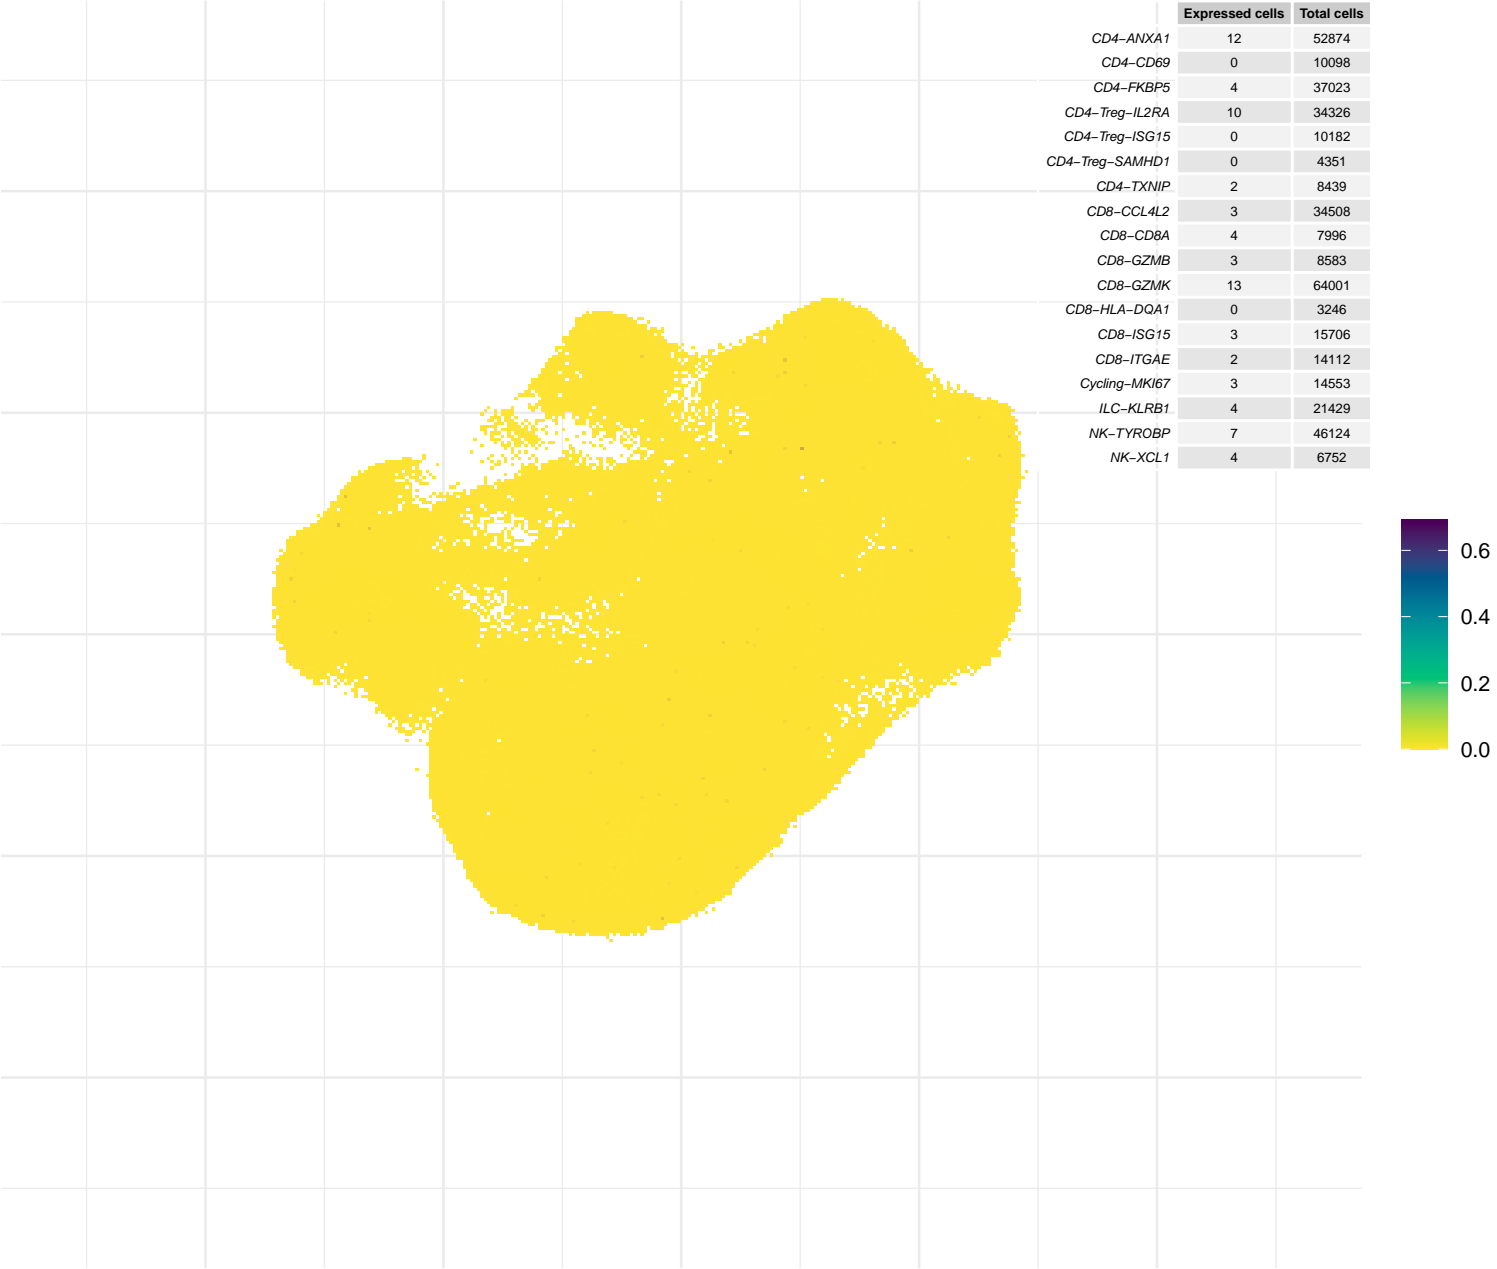 Expressed cells Total cells
CD4−ANXA1 12 52874
CD4−CD69 0 10098
CD4−FKBP5 4 37023
CD4−Treg−IL2RA 10 34326
CD4−Treg−ISG15 0 10182
CD4−Treg−SAMHD1 0 4351
CD4−TXNIP 2 8439
CD8−CCL4L2 3 34508
CD8−CD8A 4 7996
CD8−GZMB 3 8583
CD8−GZMK 13 64001
CD8−HLA−DQA1 0 3246
CD8−ISG15 3 15706
CD8−ITGAE 2 14112
Cycling−MKI67 3 14553
ILC−KLRB1 4 21429
NK−TYROBP 7 46124
NK−XCL1 4 6752
0.6
0.4
0.2
0.0